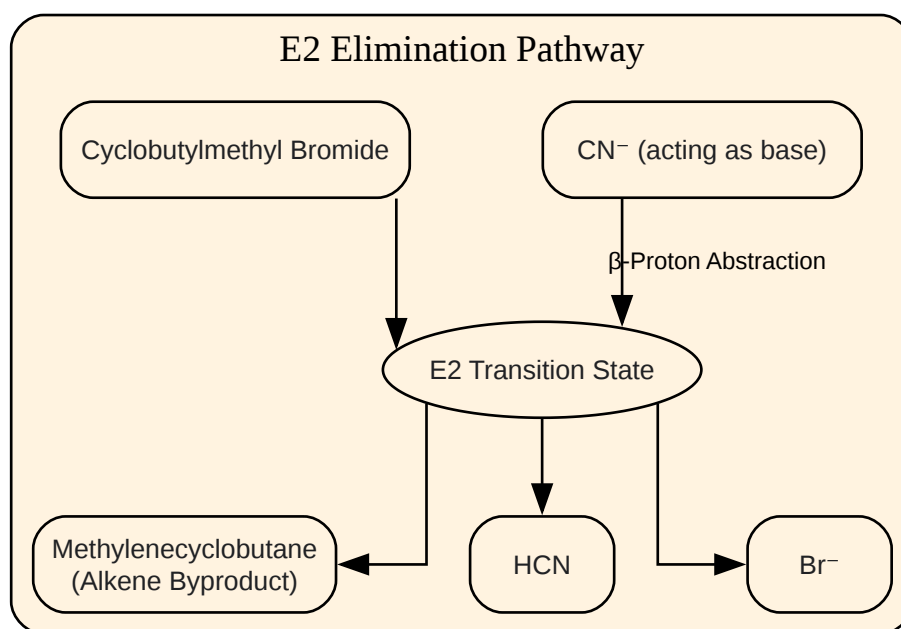 E2 Elimination Pathway
Cyclobutylmethyl Bromide
CN⁻ (acting as base)
β-Proton Abstraction
E2 Transition State
Methylenecyclobutane
(Alkene Byproduct)
HCN
Br⁻